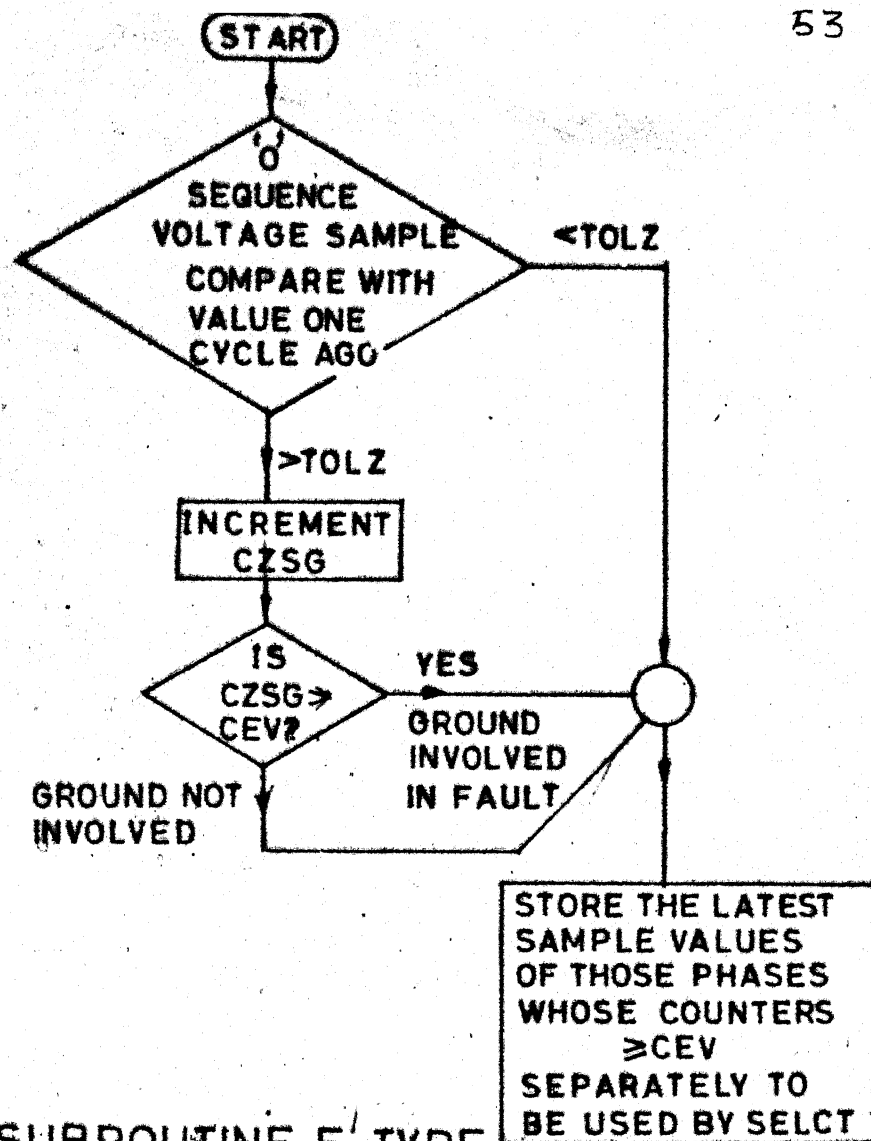 53
START
'0'
SEQUENCE
VOLTAGE SAMPLE
COMPARE WITH
VALUE ONE
CYCLE AGO
<TOLZ
>TOLZ
INCREMENT
CZSG
IS
CZSG⩾
CEV?
YES
GROUND
INVOLVED
IN FAULT
GROUND NOT
INVOLVED
STORE THE LATEST
SAMPLE VALUES
OF THOSE PHASES
WHOSE COUNTERS
⩾CEV
SEPARATELY TO
BE USED BY SELCT
SUBROUTINE F'TYPE